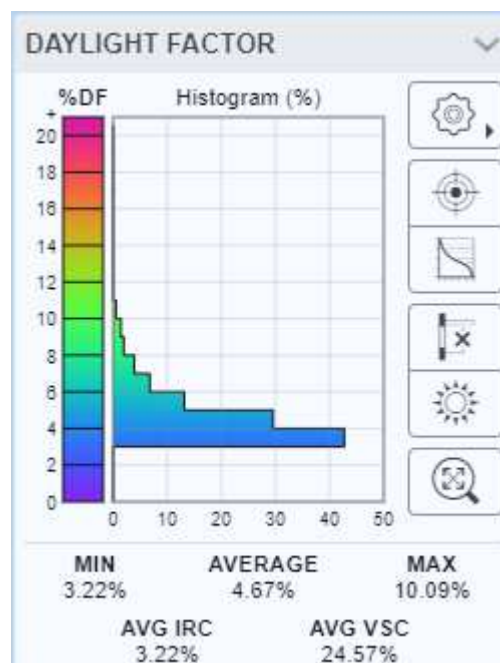 DAYLIGHT FACTOR
%DF Histogram (%)
+
20
18
16
14
12
10
8
6
4
2
0
0 10 20 30 40 50
MIN AVERAGE MAX
3.22% 4.67% 10.09%
AVG IRC AVG VSC
3.22% 24.57%